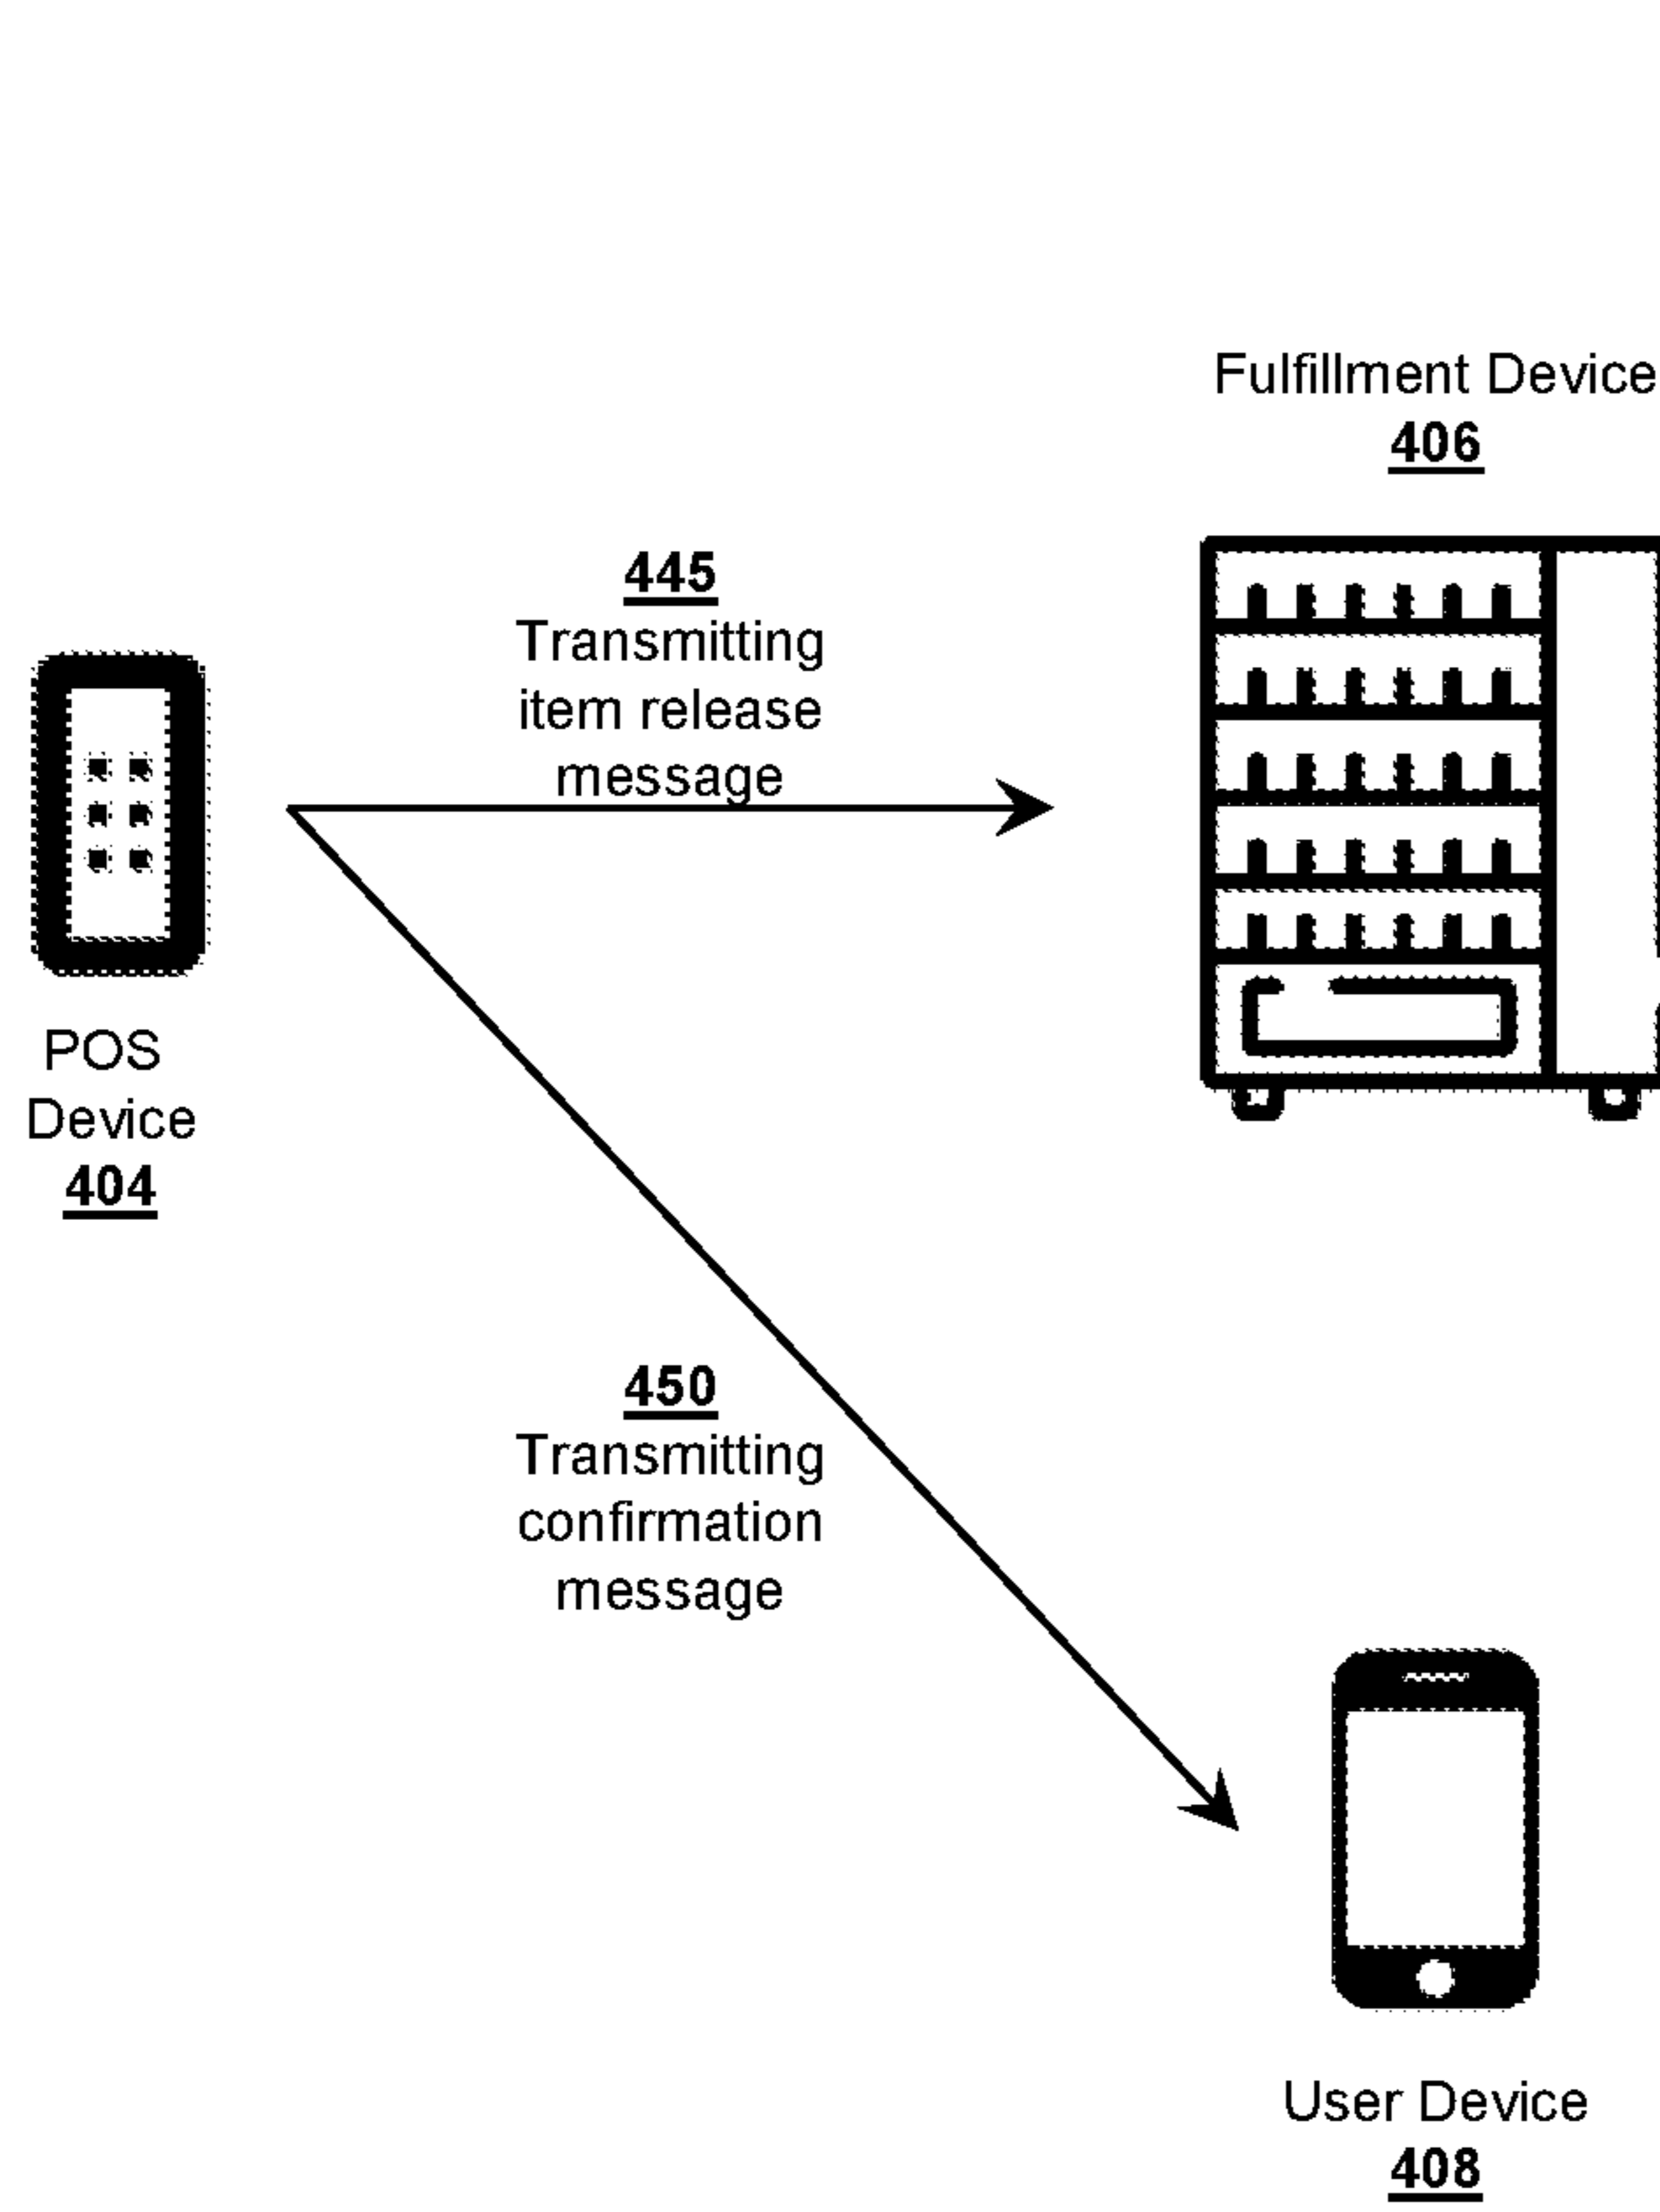 Fulfillment Device
406
445
Transmitting
item release
message
POS
Device
404
450
Transmitting
confirmation
message
User Device
408